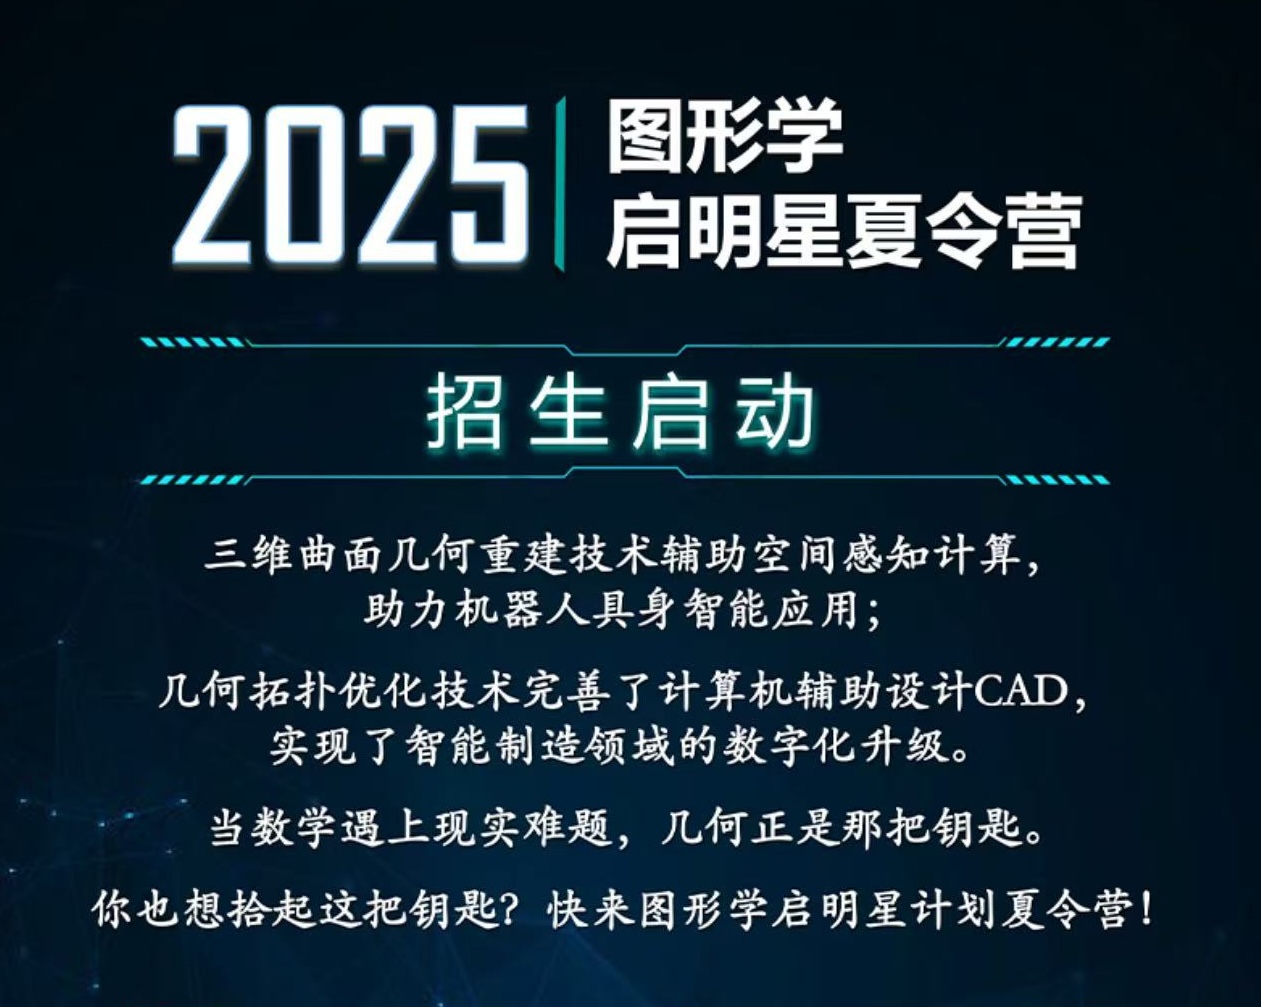 2025
图形学
启明星夏令营
招生启动
三维曲面几何重建技术辅助空间感知计算，
助力机器人具身智能应用；
几何拓扑优化技术完善了计算机辅助设计CAD，
实现了智能制造领域的数字化升级。
当数学遇上现实难题，几何正是那把钥匙。
你也想拾起这把钥匙？快来图形学启明星计划夏令营！